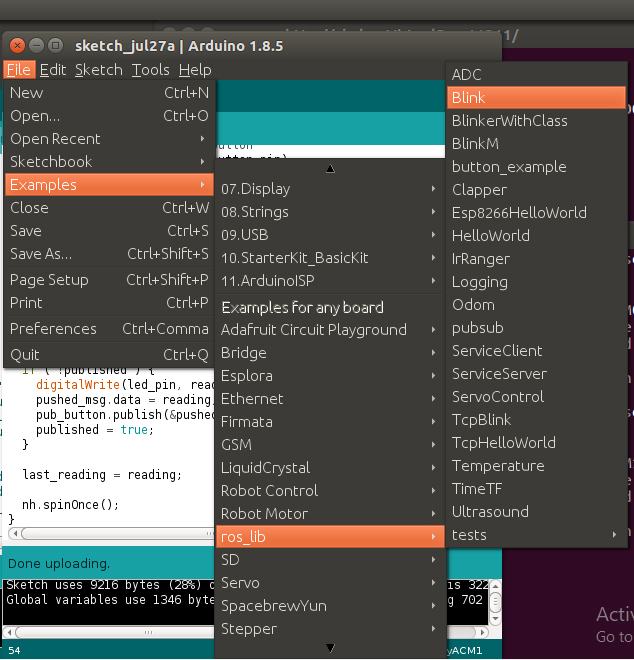 sketch_jul27a | Arduino 1.8.5
File Edit Sketch Tools Help
New Ctrl+N
Open... Ctrl+O
Open Recent
Sketchbook
Examples
Close Ctrl+W
Save Ctrl+S
Save As... Ctrl+Shift+S
Page Setup Ctrl+Shift+P
Print Ctrl+P
Preferences Ctrl+Comma
Quit Ctrl+Q
07.Display
08.Strings
09.USB
10.StarterKit_BasicKit
11.ArduinoISP
Examples for any board
Adafruit Circuit Playground
Bridge
Esplora
Ethernet
Firmata
GSM
LiquidCrystal
Robot Control
Robot Motor
ros_lib
SD
Servo
SpacebrewYun
Stepper
ADC
Blink
BlinkerWithClass
BlinkM
button_example
Clapper
Esp8266HelloWorld
HelloWorld
IrRanger
Logging
Odom
pubsub
ServiceClient
ServiceServer
ServoControl
TcpBlink
TcpHelloWorld
Temperature
TimeTF
Ultrasound
tests
if ( !published ) {
digitalWrite(led_pin, read
pushed_msg.data = reading
pub_button.publish(&pushed
published = true;
}
last_reading = reading;
nh.spinOnce();
}
Done uploading.
Sketch uses 9216 bytes (28%) is 322
Global variables use 1346 byte g 702
54 yACM1
Activ
Go to